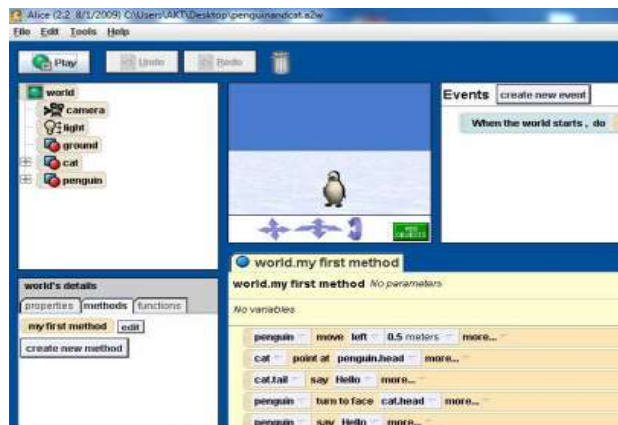 Alice (2.2 8/1/2009) C:\Users\AKT\Desktop\penguinandcat.a2w
File Edit Tools Help
Play Undo Redo
world
camera
light
ground
cat
penguin
Events create new event
When the world starts , do
ADD OBJECTS
world.my first method
world.my first method No parameters
No variables
penguin move left 0.5 meters more...
cat point at penguin.head more...
cat.tail say Hello more...
penguin turn to face cat.head more...
penguin say Hello more...
world's details
properties methods functions
my first method edit
create new method